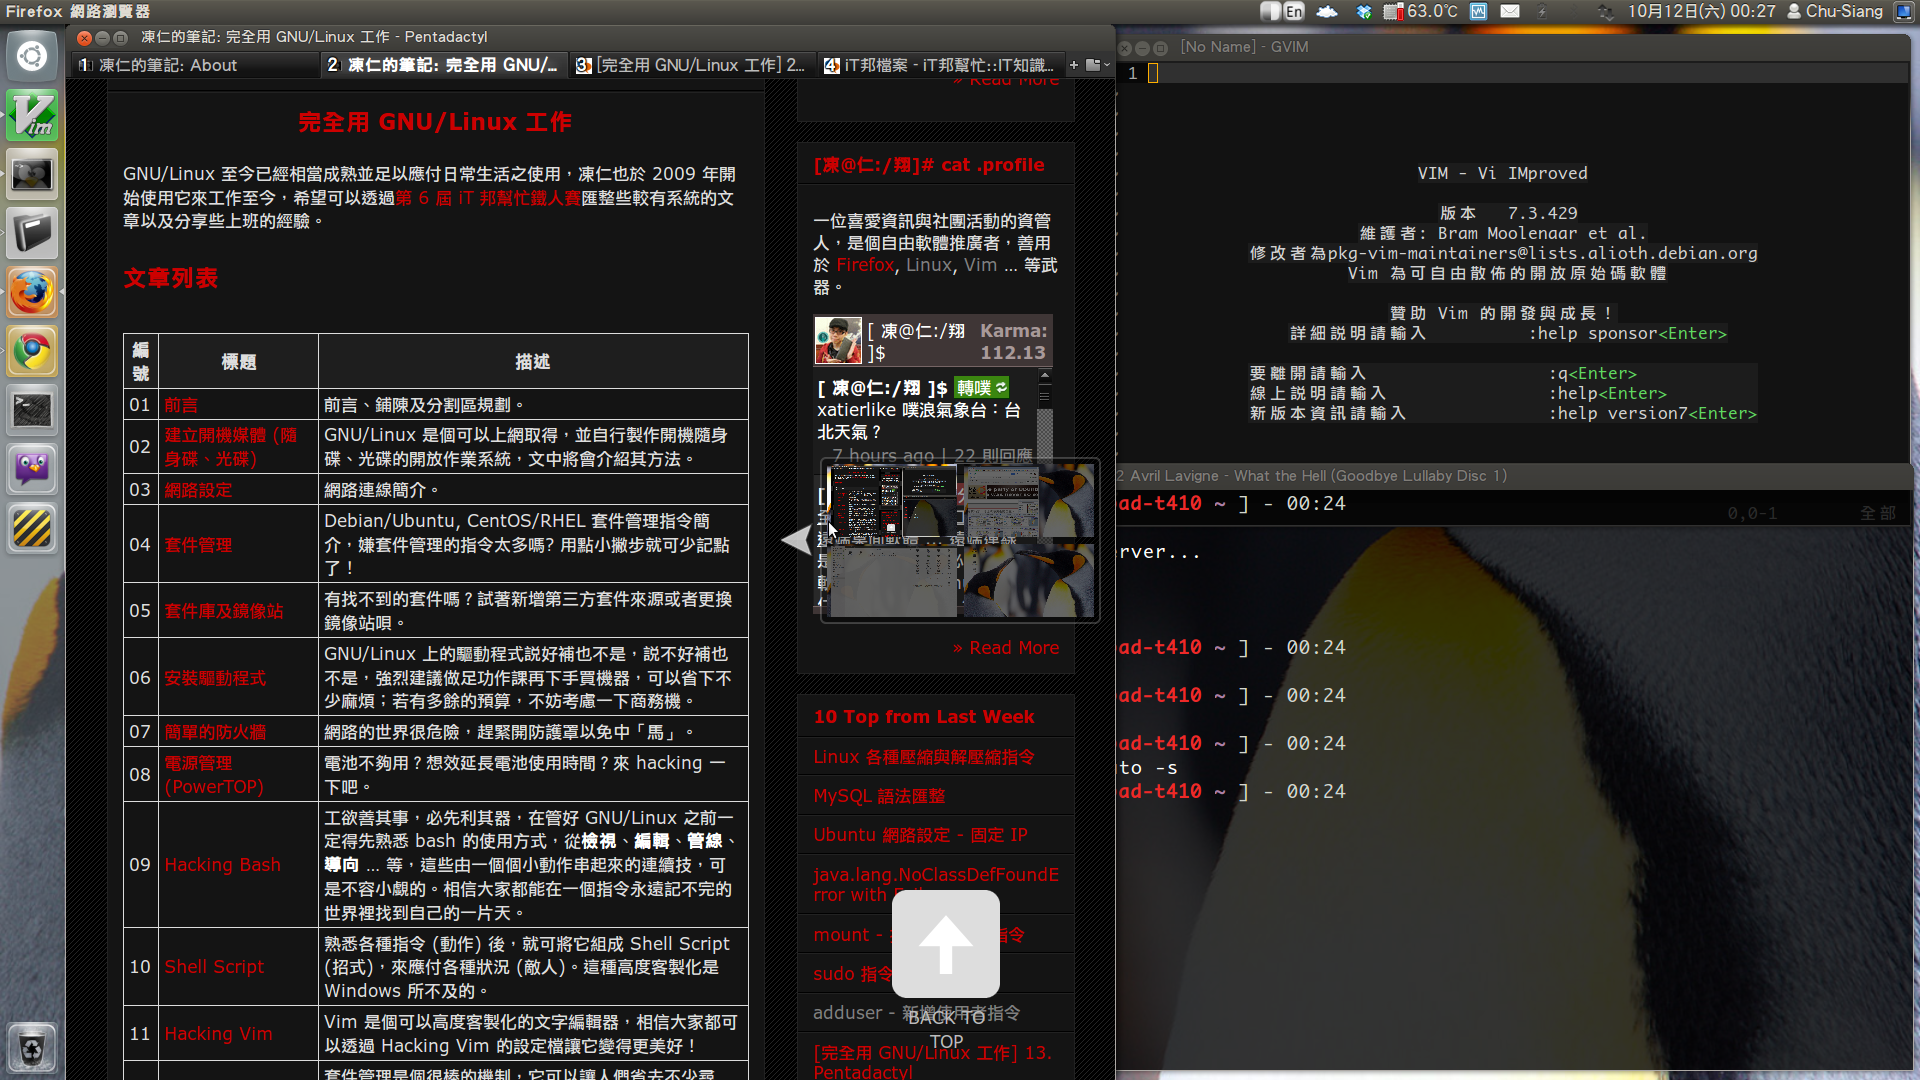 Firefox 網路瀏覽器
En
63.0℃
10月12日(六) 00:27
Chu-Siang
凍仁的筆記: 完全用 GNU/Linux 工作 - Pentadactyl
1 凍仁的筆記: About
2 凍仁的筆記: 完全用 GNU/...
3 [完全用 GNU/Linux 工作] 2...
4 iT邦檔案 - iT邦幫忙::IT知識...
完全用 GNU/Linux 工作
GNU/Linux 至今已經相當成熟並足以應付日常生活之使用，凍仁也於 2009 年開
始使用它來工作至今，希望可以透過第 6 屆 iT 邦幫忙鐵人賽匯整些較有系統的文
章以及分享些上班的經驗。
文章列表
編號 標題 描述
01 前言 前言、鋪陳及分割區規劃。
02 建立開機媒體 (隨
身碟、光碟)
GNU/Linux 是個可以上網取得，並自行製作開機隨身
碟、光碟的開放作業系統，文中將會介紹其方法。
03 網路設定 網路連線簡介。
04 套件管理
Debian/Ubuntu, CentOS/RHEL 套件管理指令簡
介，嫌套件管理的指令太多嗎? 用點小撇步就可少記點
了！
05 套件庫及鏡像站
有找不到的套件嗎？試著新增第三方套件來源或者更換
鏡像站唄。
06 安裝驅動程式
GNU/Linux 上的驅動程式説好補也不是，説不好補也
不是，強烈建議做足功作課再下手買機器，可以省下不
少麻煩；若有多餘的預算，不妨考慮一下商務機。
07 簡單的防火牆 網路的世界很危險，趕緊開防護罩以免中「馬」。
08 電源管理
(PowerTOP)
電池不夠用？想效延長電池使用時間？來 hacking 一
下吧。
09 Hacking Bash
工欲善其事，必先利其器，在管好 GNU/Linux 之前一
定得先熟悉 bash 的使用方式，從檢視、編輯、管線、
導向 ... 等，這些由一個個小動作串起來的連續技，可
是不容小覷的。相信大家都能在一個指令永遠記不完的
世界裡找到自己的一片天。
10 Shell Script
熟悉各種指令 (動作) 後，就可將它組成 Shell Script
(招式)，來應付各種狀況 (敵人)。這種高度客製化是
Windows 所不及的。
11 Hacking Vim
Vim 是個可以高度客製化的文字編輯器，相信大家都可
以透過 Hacking Vim 的設定檔讓它變得更美好！
套件管理是個很棒的機制，它可以讓人們省去不少尋
» Read More
[凍@仁:/翔]# cat .profile
一位喜愛資訊與社團活動的資管
人，是個自由軟體推廣者，善用
於 Firefox, Linux, Vim ... 等武
器。
[ 凍@仁:/翔
]$
Karma:
112.13
[ 凍@仁:/翔 ]$ 轉噗
xatierlike 噗浪氣象台：台
北天氣？
7 hours ago | 22 則回應
» Read More
10 Top from Last Week
Linux 各種壓縮與解壓縮指令
MySQL 語法匯整
Ubuntu 網路設定 - 固定 IP
java.lang.NoClassDefFoundE
rror with
mount - 指令
sudo 指令
adduser - 新增使用者指令
BACK TO
TOP
[完全用 GNU/Linux 工作] 13.
Pentadactyl
[No Name] - GVIM
1
VIM - Vi IMproved
版本 7.3.429
維護者: Bram Moolenaar et al.
修改者為pkg-vim-maintainers@lists.alioth.debian.org
Vim 為可自由散佈的開放原始碼軟體
贊助 Vim 的開發與成長！
詳細説明請輸入 :help sponsor<Enter>
要離開請輸入 :q<Enter>
線上説明請輸入 :help<Enter>
新版本資訊請輸入 :help version7<Enter>
2 Avril Lavigne - What the Hell (Goodbye Lullaby Disc 1)
ad-t410 ~ ] - 00:24
0,0-1 全部
rver...
ad-t410 ~ ] - 00:24
ad-t410 ~ ] - 00:24
ad-t410 ~ ] - 00:24
to -s
ad-t410 ~ ] - 00:24